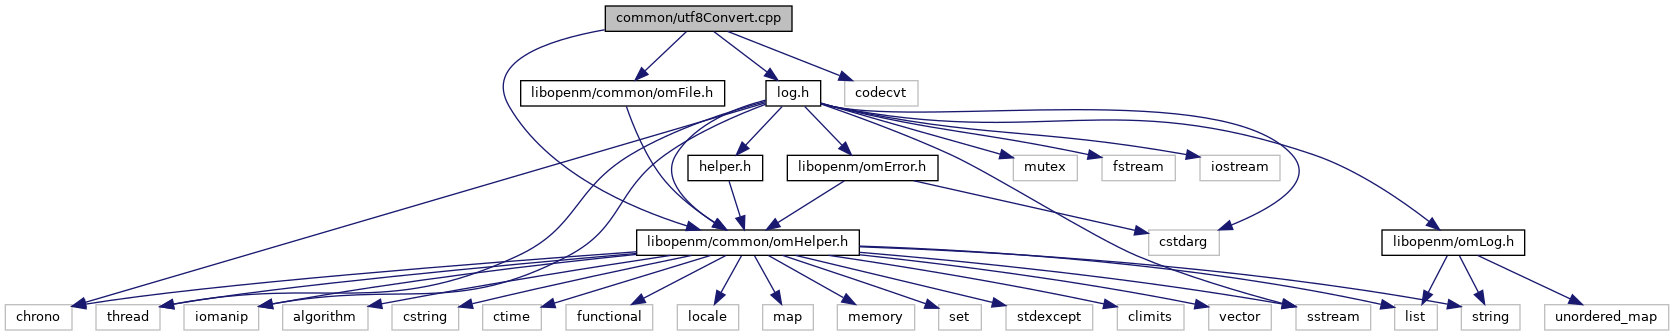 common/utf8Convert.cpp
libopenm/common/omFile.h
log.h
codecvt
helper.h
libopenm/omError.h
mutex
fstream
iostream
libopenm/common/omHelper.h
cstdarg
libopenm/omLog.h
chrono
thread
iomanip
algorithm
cstring
ctime
functional
locale
map
memory
set
stdexcept
climits
vector
sstream
list
string
unordered_map